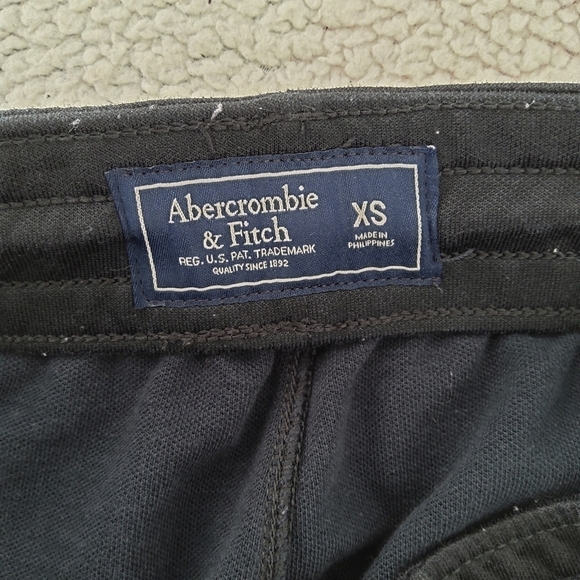 Abercrombie
& Fitch
REG. U.S. PAT. TRADEMARK
QUALITY SINCE 1892
XS
MADE IN
PHILIPPINES